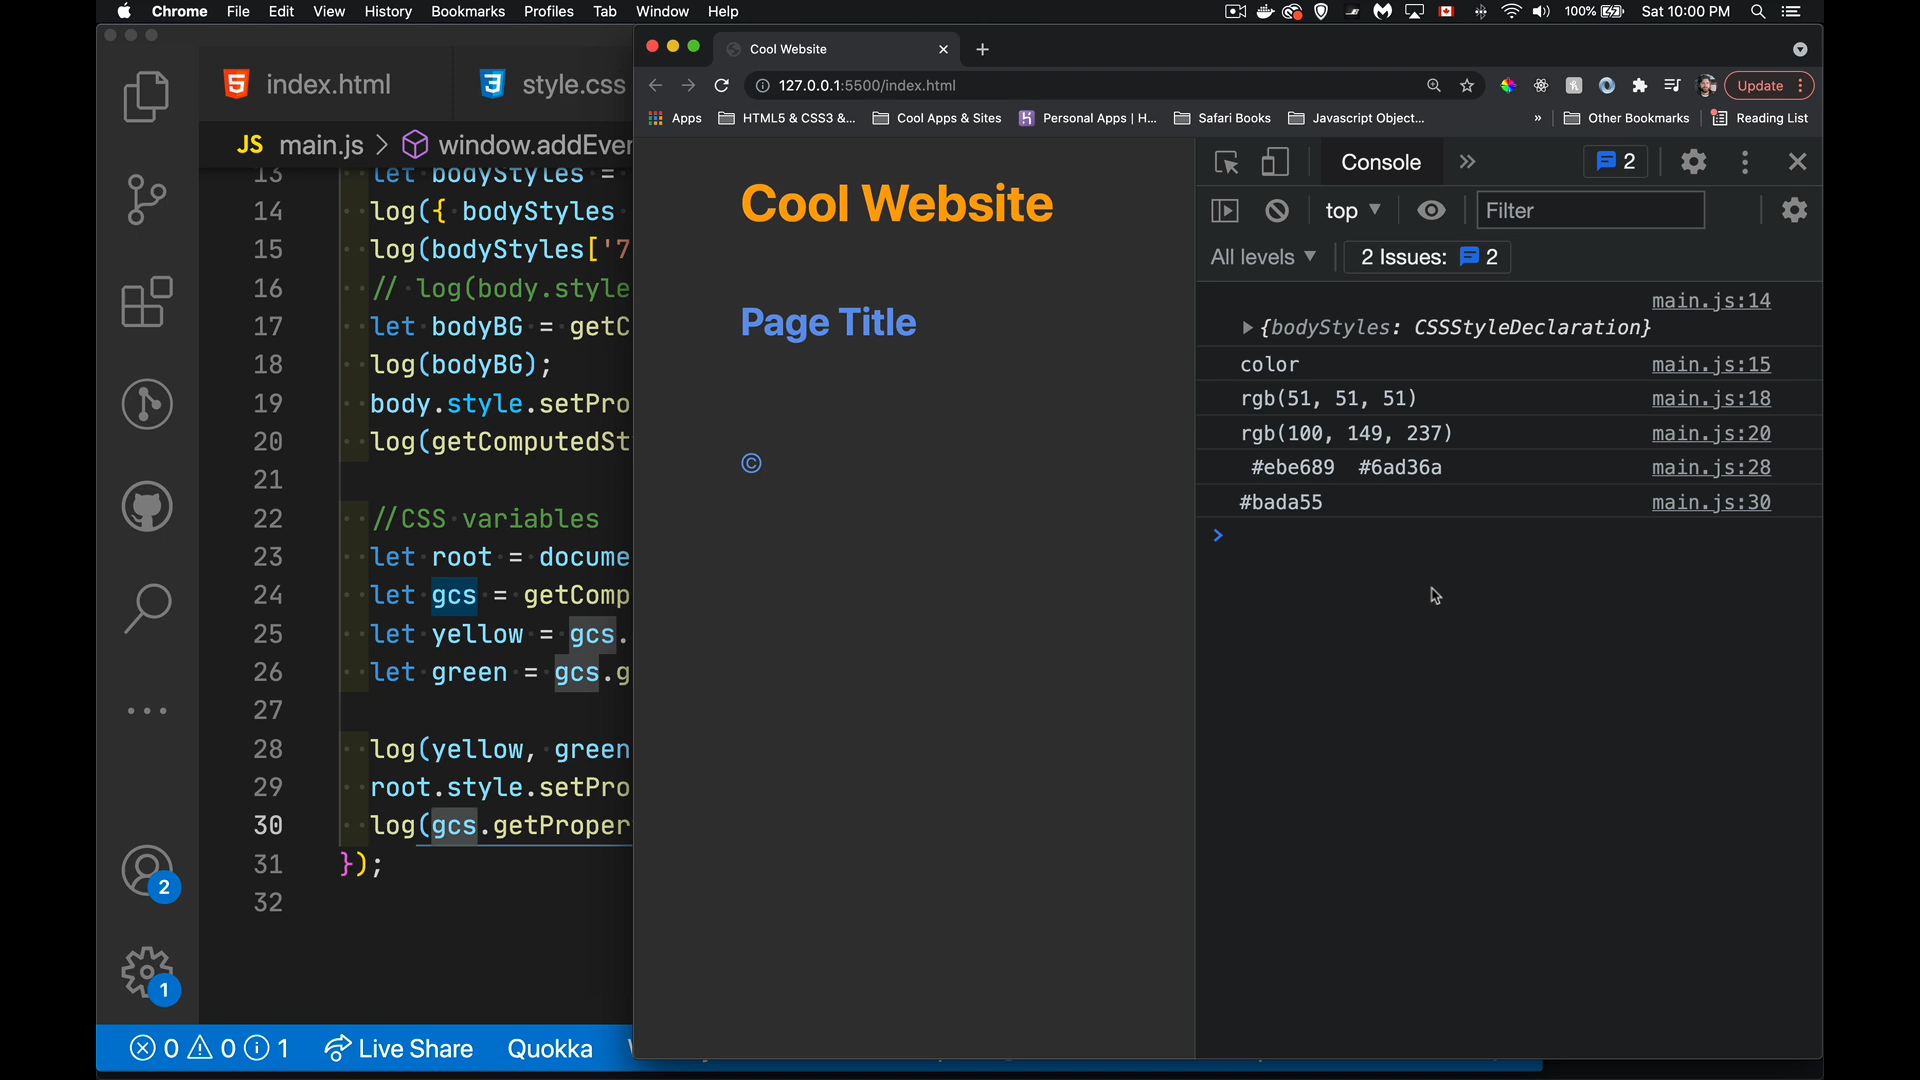 Chrome File Edit View History Bookmarks Profiles Tab Window Help 100% Sat 10:00 PM
index.html style.css
JS main.js > window.addEver
13 let bodyStyles =
14 log({ bodyStyles
15 log(bodyStyles['7
16 // log(body.style
17 let bodyBG = getC
18 log(bodyBG);
19 body.style.setPro
20 log(getComputedSt
21
22 //CSS variables
23 let root = docume
24 let gcs = getComp
25 let yellow = gcs.
26 let green = gcs.g
27
28 log(yellow, green
29 root.style.setPro
30 log(gcs.getProper
31 });
32
2
1
0 0 1 Live Share Quokka
Cool Website
127.0.0.1:5500/index.html Update
Apps HTML5 & CSS3 &... Cool Apps & Sites Personal Apps | H... Safari Books Javascript Object... » Other Bookmarks Reading List
Cool Website
Page Title
©
Console » 2
top Filter
All levels 2 Issues: 2
main.js:14
{bodyStyles: CSSStyleDeclaration}
color main.js:15
rgb(51, 51, 51) main.js:18
rgb(100, 149, 237) main.js:20
#ebe689 #6ad36a main.js:28
#bada55 main.js:30
>